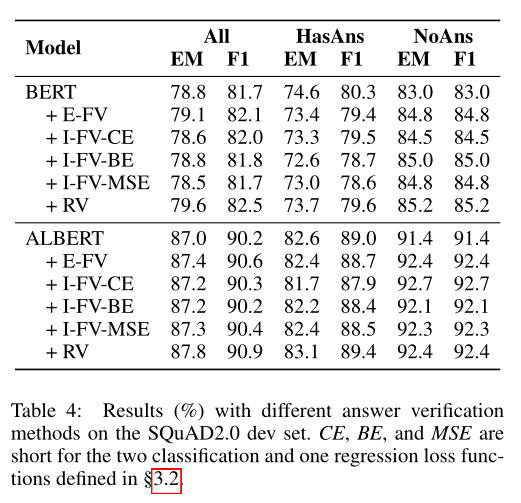 Model All HasAns NoAns
EM F1 EM F1 EM F1
BERT 78.8 81.7 74.6 80.3 83.0 83.0
+ E-FV 79.1 82.1 73.4 79.4 84.8 84.8
+ I-FV-CE 78.6 82.0 73.3 79.5 84.5 84.5
+ I-FV-BE 78.8 81.8 72.6 78.7 85.0 85.0
+ I-FV-MSE 78.5 81.7 73.0 78.6 84.8 84.8
+ RV 79.6 82.5 73.7 79.6 85.2 85.2
ALBERT 87.0 90.2 82.6 89.0 91.4 91.4
+ E-FV 87.4 90.6 82.4 88.7 92.4 92.4
+ I-FV-CE 87.2 90.3 81.7 87.9 92.7 92.7
+ I-FV-BE 87.2 90.2 82.2 88.4 92.1 92.1
+ I-FV-MSE 87.3 90.4 82.4 88.5 92.3 92.3
+ RV 87.8 90.9 83.1 89.4 92.4 92.4
Table 4: Results (%) with different answer verification
methods on the SQuAD2.0 dev set. CE, BE, and MSE are
short for the two classification and one regression loss func-
tions defined in §3.2.